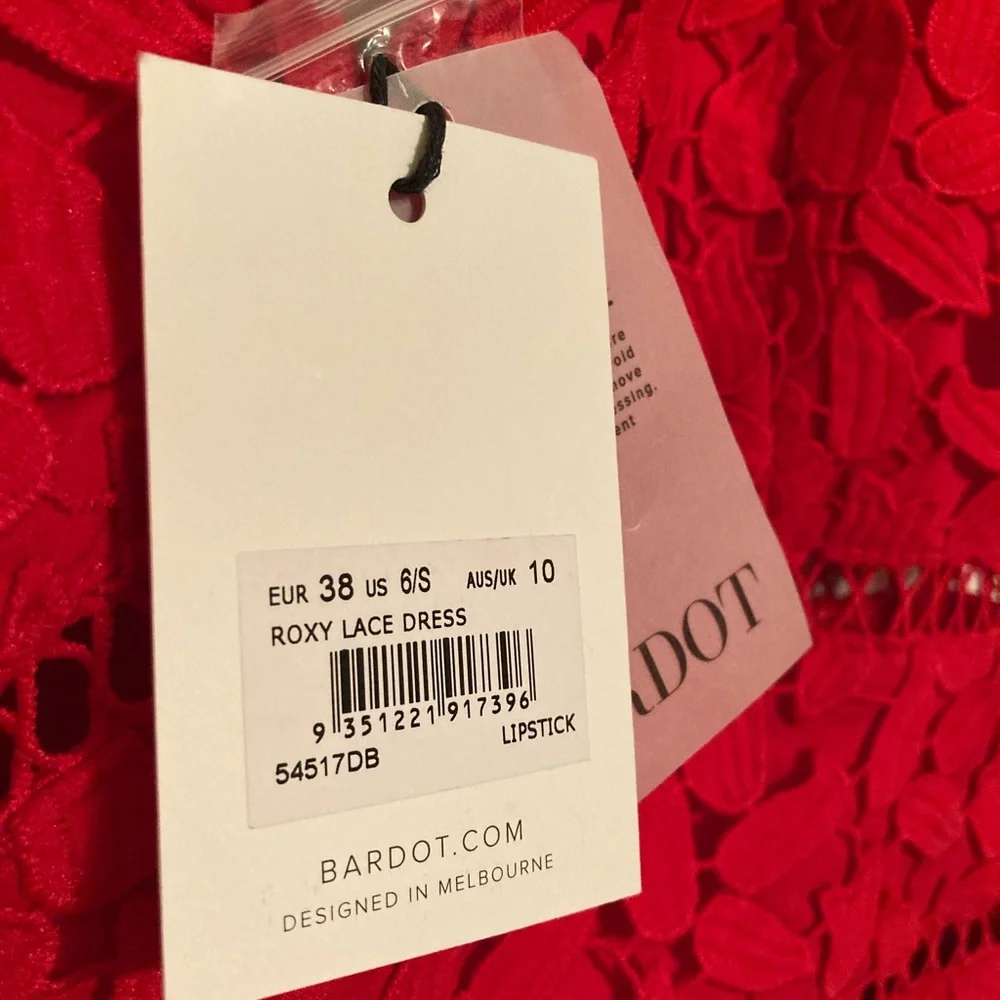 EUR 38 US 6/S AUS/UK 10
ROXY LACE DRESS
9 351221 917396
54517DB LIPSTICK
BARDOT.COM
DESIGNED IN MELBOURNE